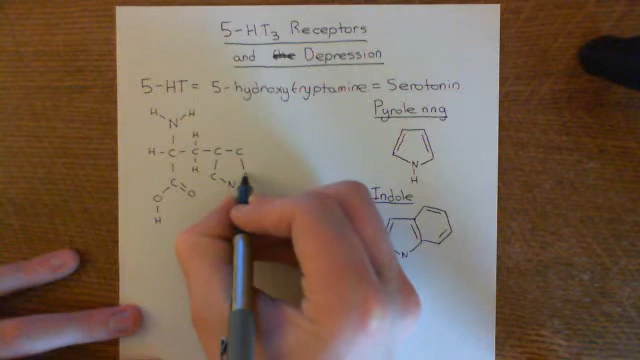 5-HT3 Receptors
and the Depression
5-HT = 5-hydroxytryptamine = Serotonin
Pyrole ring
H H
N
H
H-C-C-C-C
H
C N
C
O O
H
N
H
Indole
N